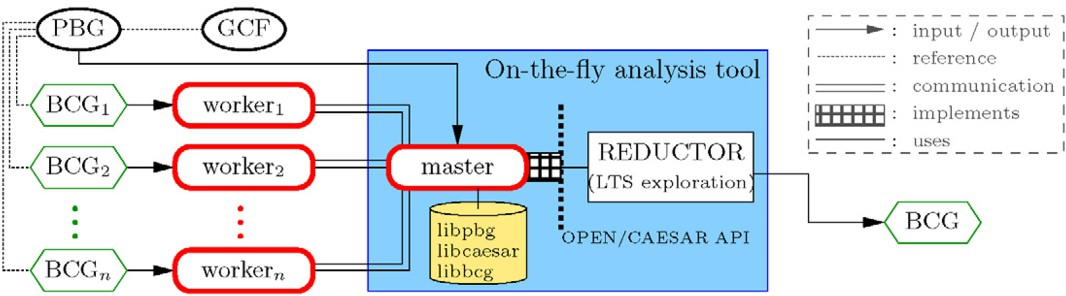 PBG
GCF
On-the-fly analysis tool
BCG₁
worker₁
BCG₂
worker₂
BCGₙ
workerₙ
master
libpbg
libcaesar
libbcg
REDUCTOR
(LTS exploration)
OPEN/CAESAR API
BCG
: input / output
: reference
: communication
: implements
: uses